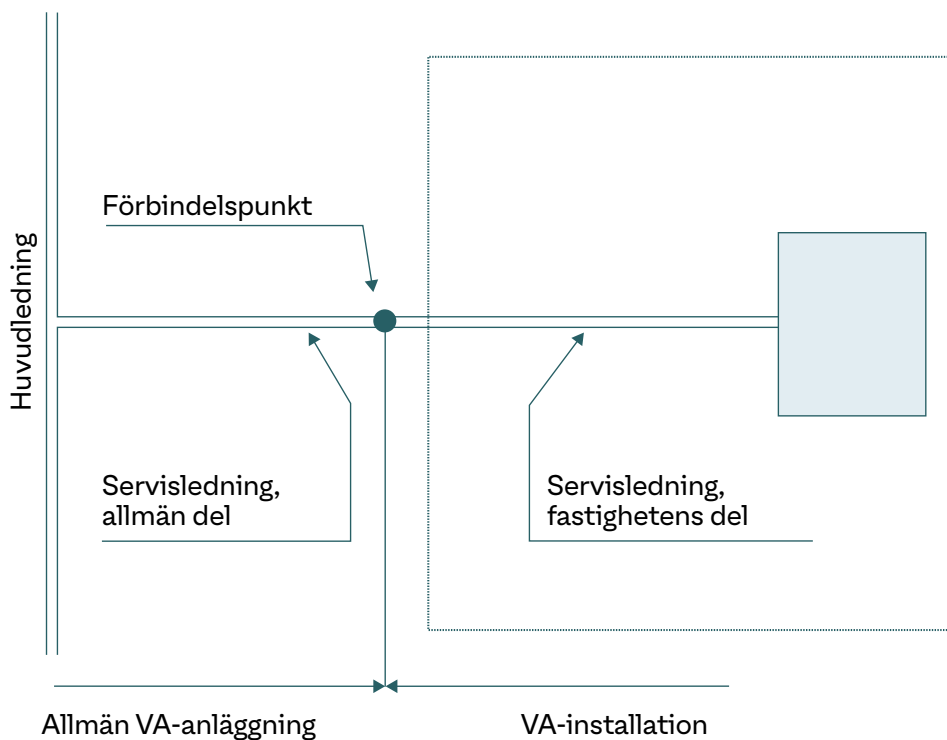 Förbindelspunkt
Huvudledning
Servisledning,
allmän del
Servisledning,
fastighetens del
Allmän VA-anläggning
VA-installation